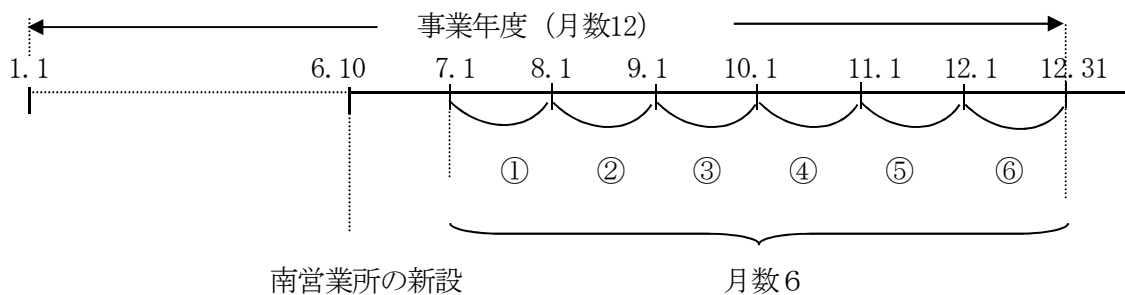 事業年度（月数12）
1.1 6.10 7.1 8.1 9.1 10.1 11.1 12.1 12.31
① ② ③ ④ ⑤ ⑥
南営業所の新設 月数６